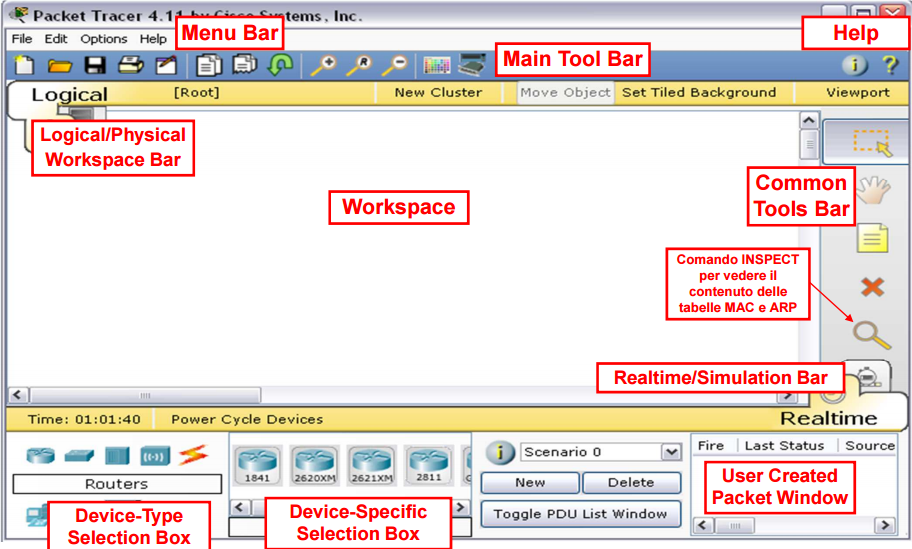 Packet Tracer 4.11 by Cisco Systems, Inc.
File Edit Options Help
Menu Bar
Help
Main Tool Bar
Logical
[Root]
New Cluster
Move Object
Set Tiled Background
Viewport
Logical/Physical
Workspace Bar
Workspace
Common
Tools Bar
Comando INSPECT
per vedere il
contenuto delle
tabelle MAC e ARP
Realtime/Simulation Bar
Time: 01:01:40
Power Cycle Devices
Realtime
Routers
Device-Type
Selection Box
1841
2620XM
2621XM
2811
Device-Specific
Selection Box
Scenario 0
New
Delete
Toggle PDU List Window
Fire
Last Status
Source
User Created
Packet Window